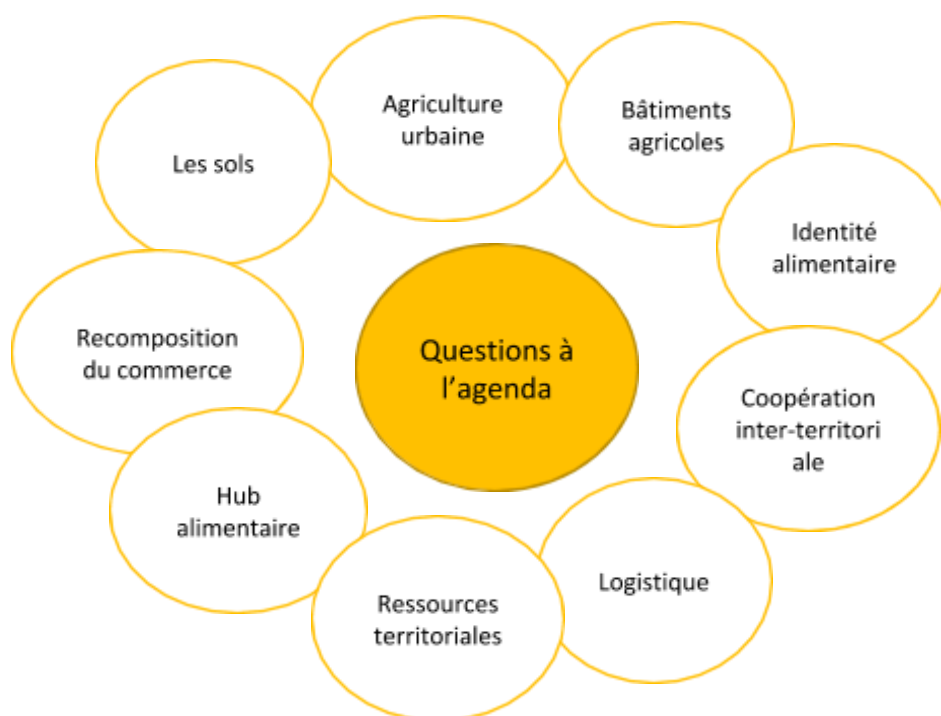 Agriculture
urbaine
Bâtiments
agricoles
Les sols
Identité
alimentaire
Questions à
l'agenda
Recomposition
du commerce
Coopération
inter-territori
ale
Hub
alimentaire
Logistique
Ressources
territoriales